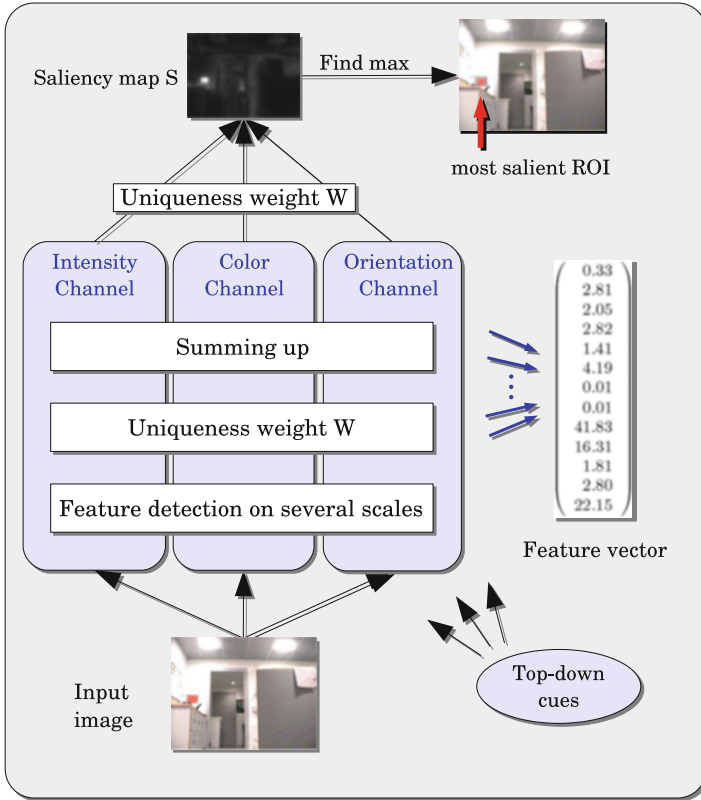 Saliency map S
Find max
most salient ROI
Uniqueness weight W
Intensity
Channel
Color
Channel
Orientation
Channel
Summing up
Uniqueness weight W
Feature detection on several scales
0.33
2.81
2.05
2.82
1.41
4.19
0.01
0.01
41.83
16.31
1.81
2.80
22.15
Feature vector
Input
image
Top-down
cues